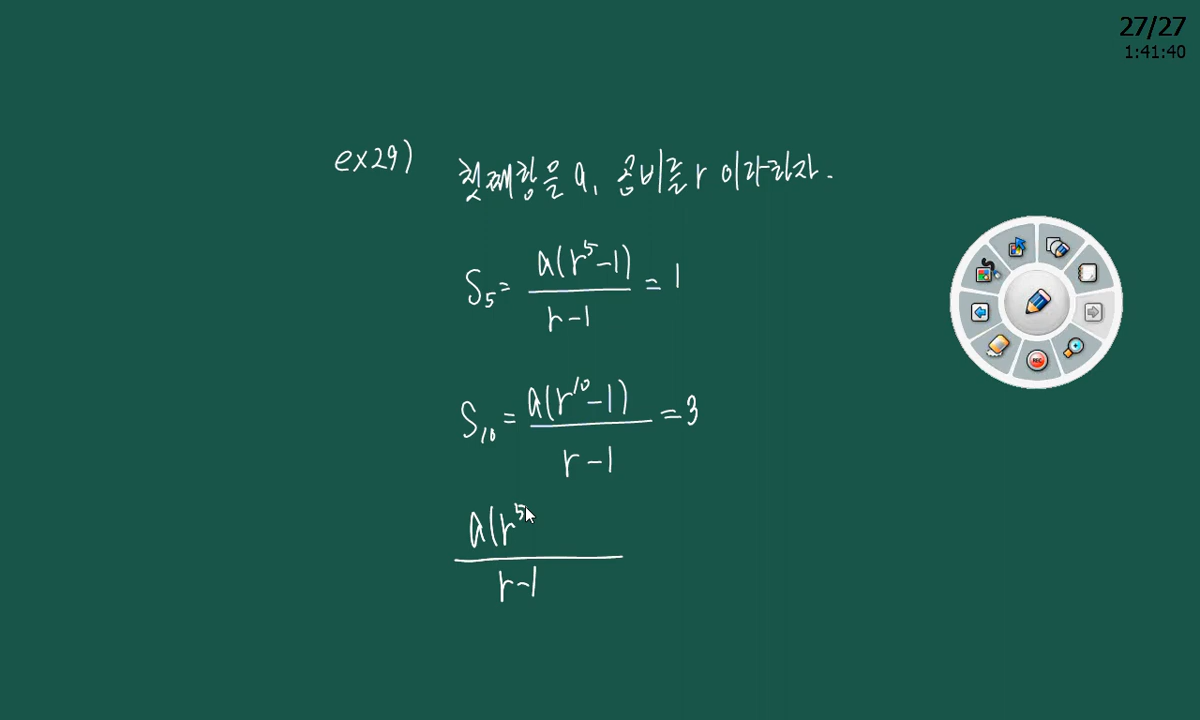 27/27
1:41:40
ex29) 첫째항을 a, 공비를 r 이라하자.
S₅ = a(r⁵-1) / r-1 = 1
S₁₀ = a(r¹⁰-1) / r-1 = 3
a(r⁵ / r-1
REC